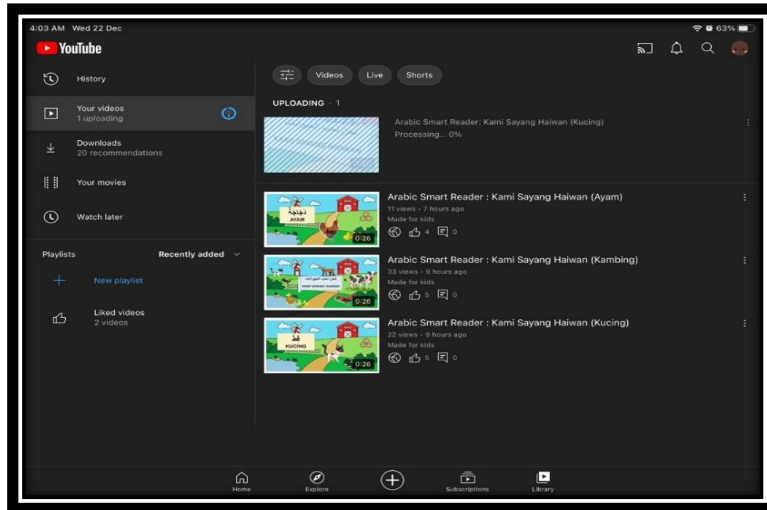 4:03 AM Wed 22 Dec
63%
YouTube
History
Your videos
1 uploading
Downloads
20 recommendations
Your movies
Watch later
Playlists
Recently added
New playlist
Liked videos
2 videos
Videos
Live
Shorts
UPLOADING · 1
Arabic Smart Reader: Kami Sayang Haiwan (Kucing)
Processing... 0%
دجاجة
AYAM
0:26
Arabic Smart Reader : Kami Sayang Haiwan (Ayam)
11 views · 7 hours ago
Made for kids
4
0
KAMI SAYANG HAIWAN
0:26
Arabic Smart Reader : Kami Sayang Haiwan (Kambing)
33 views · 9 hours ago
Made for kids
5
0
قط
KUCING
0:26
Arabic Smart Reader : Kami Sayang Haiwan (Kucing)
22 views · 9 hours ago
Made for kids
5
0
Home
Explore
Subscriptions
Library